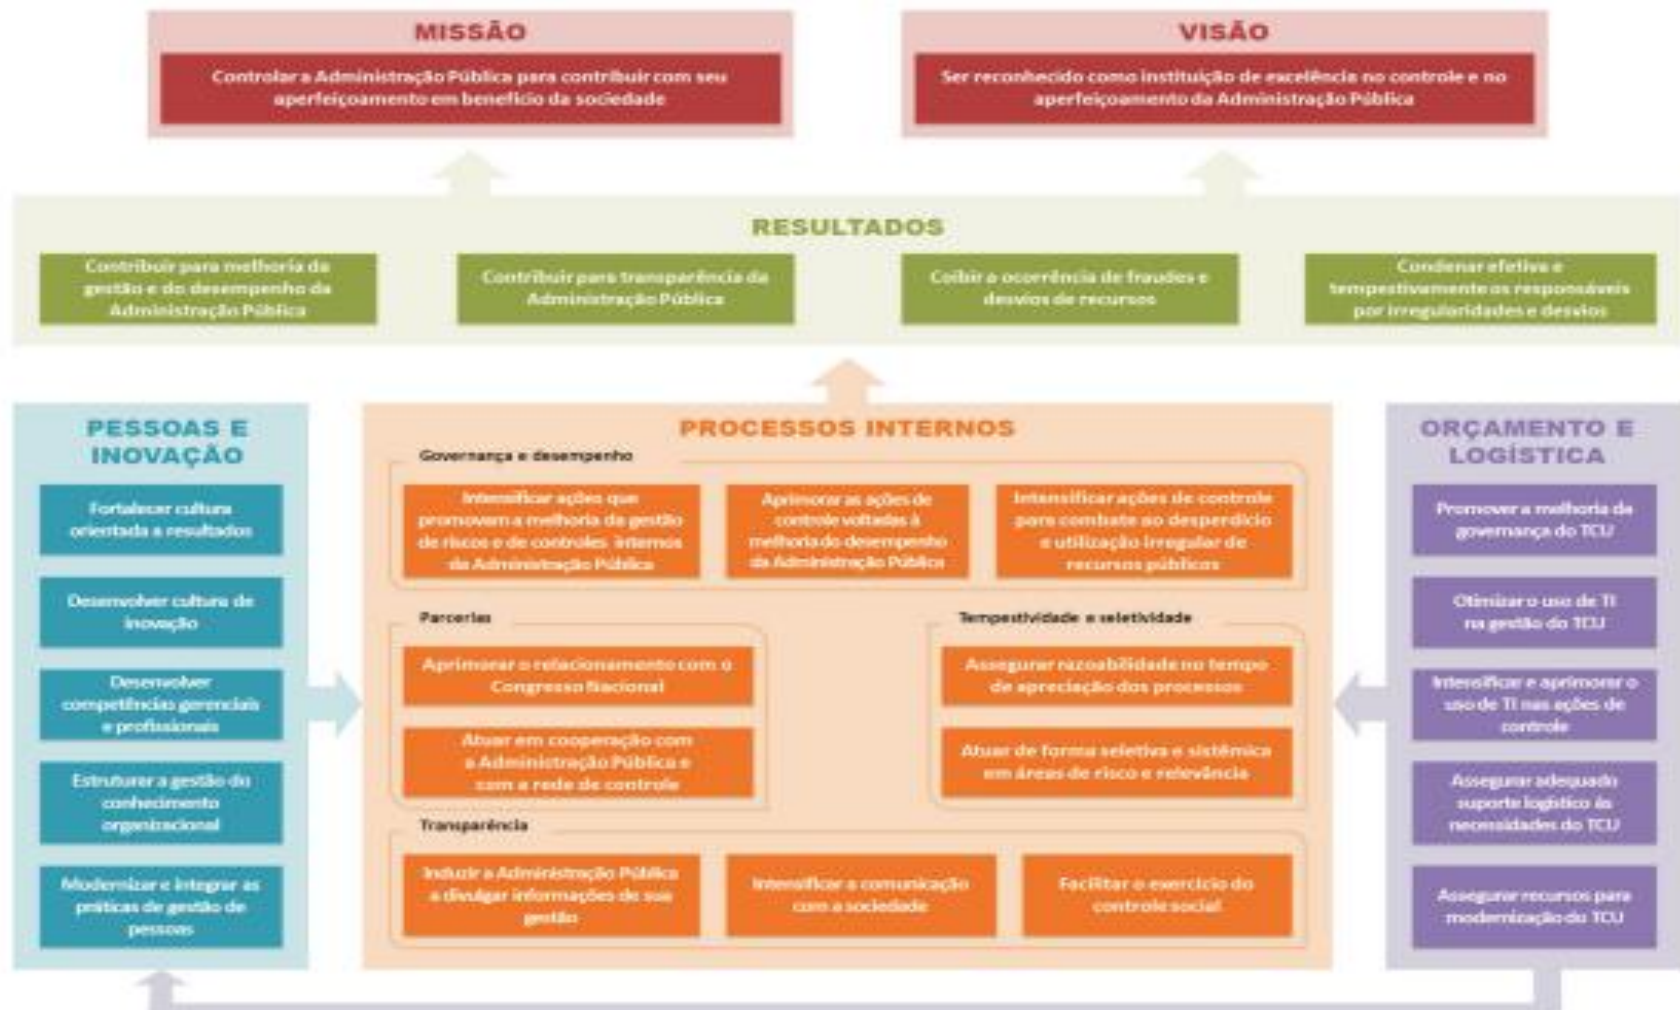 MISSÃO
Controlar a Administração Pública para contribuir com seu
aperfeiçoamento em benefício da sociedade
VISÃO
Ser reconhecido como instituição de excelência no controle e no
aperfeiçoamento da Administração Pública
RESULTADOS
Contribuir para melhoria da
gestão e do desempenho da
Administração Pública
Contribuir para transparência da
Administração Pública
Coibir a ocorrência de fraudes e
desvios de recursos
Condenar efetiva e
tempestivamente os responsáveis
por irregularidades e desvios
PESSOAS E
INOVAÇÃO
Fortalecer cultura
orientada a resultados
Desenvolver cultura de
inovação
Desenvolver
competências gerenciais
e profissionais
Estruturar a gestão do
conhecimento
organizacional
Modernizar e integrar as
práticas de gestão de
pessoas
PROCESSOS INTERNOS
Governança e desempenho
Intensificar ações que
promovam a melhoria da gestão
de riscos e de controles internos
da Administração Pública
Aprimorar as ações de
controle voltadas à
melhoria do desempenho
da Administração Pública
Intensificar ações de controle
para combate ao desperdício
e utilização irregular de
recursos públicos
Parcerias
Aprimorar o relacionamento com o
Congresso Nacional
Atuar em cooperação com
a Administração Pública e
com a rede de controle
Tempestividade e seletividade
Assegurar razoabilidade no tempo
de apreciação dos processos
Atuar de forma seletiva e sistêmica
em áreas de risco e relevância
Transparência
Induzir a Administração Pública
a divulgar informações de sua
gestão
Intensificar a comunicação
com a sociedade
Facilitar o exercício do
controle social
ORÇAMENTO E
LOGÍSTICA
Promover a melhoria da
governança do TCU
Otimizar o uso de TI
na gestão do TCU
Intensificar e aprimorar o
uso de TI nas ações de
controle
Assegurar adequado
suporte logístico às
necessidades do TCU
Assegurar recursos para
modernização do TCU